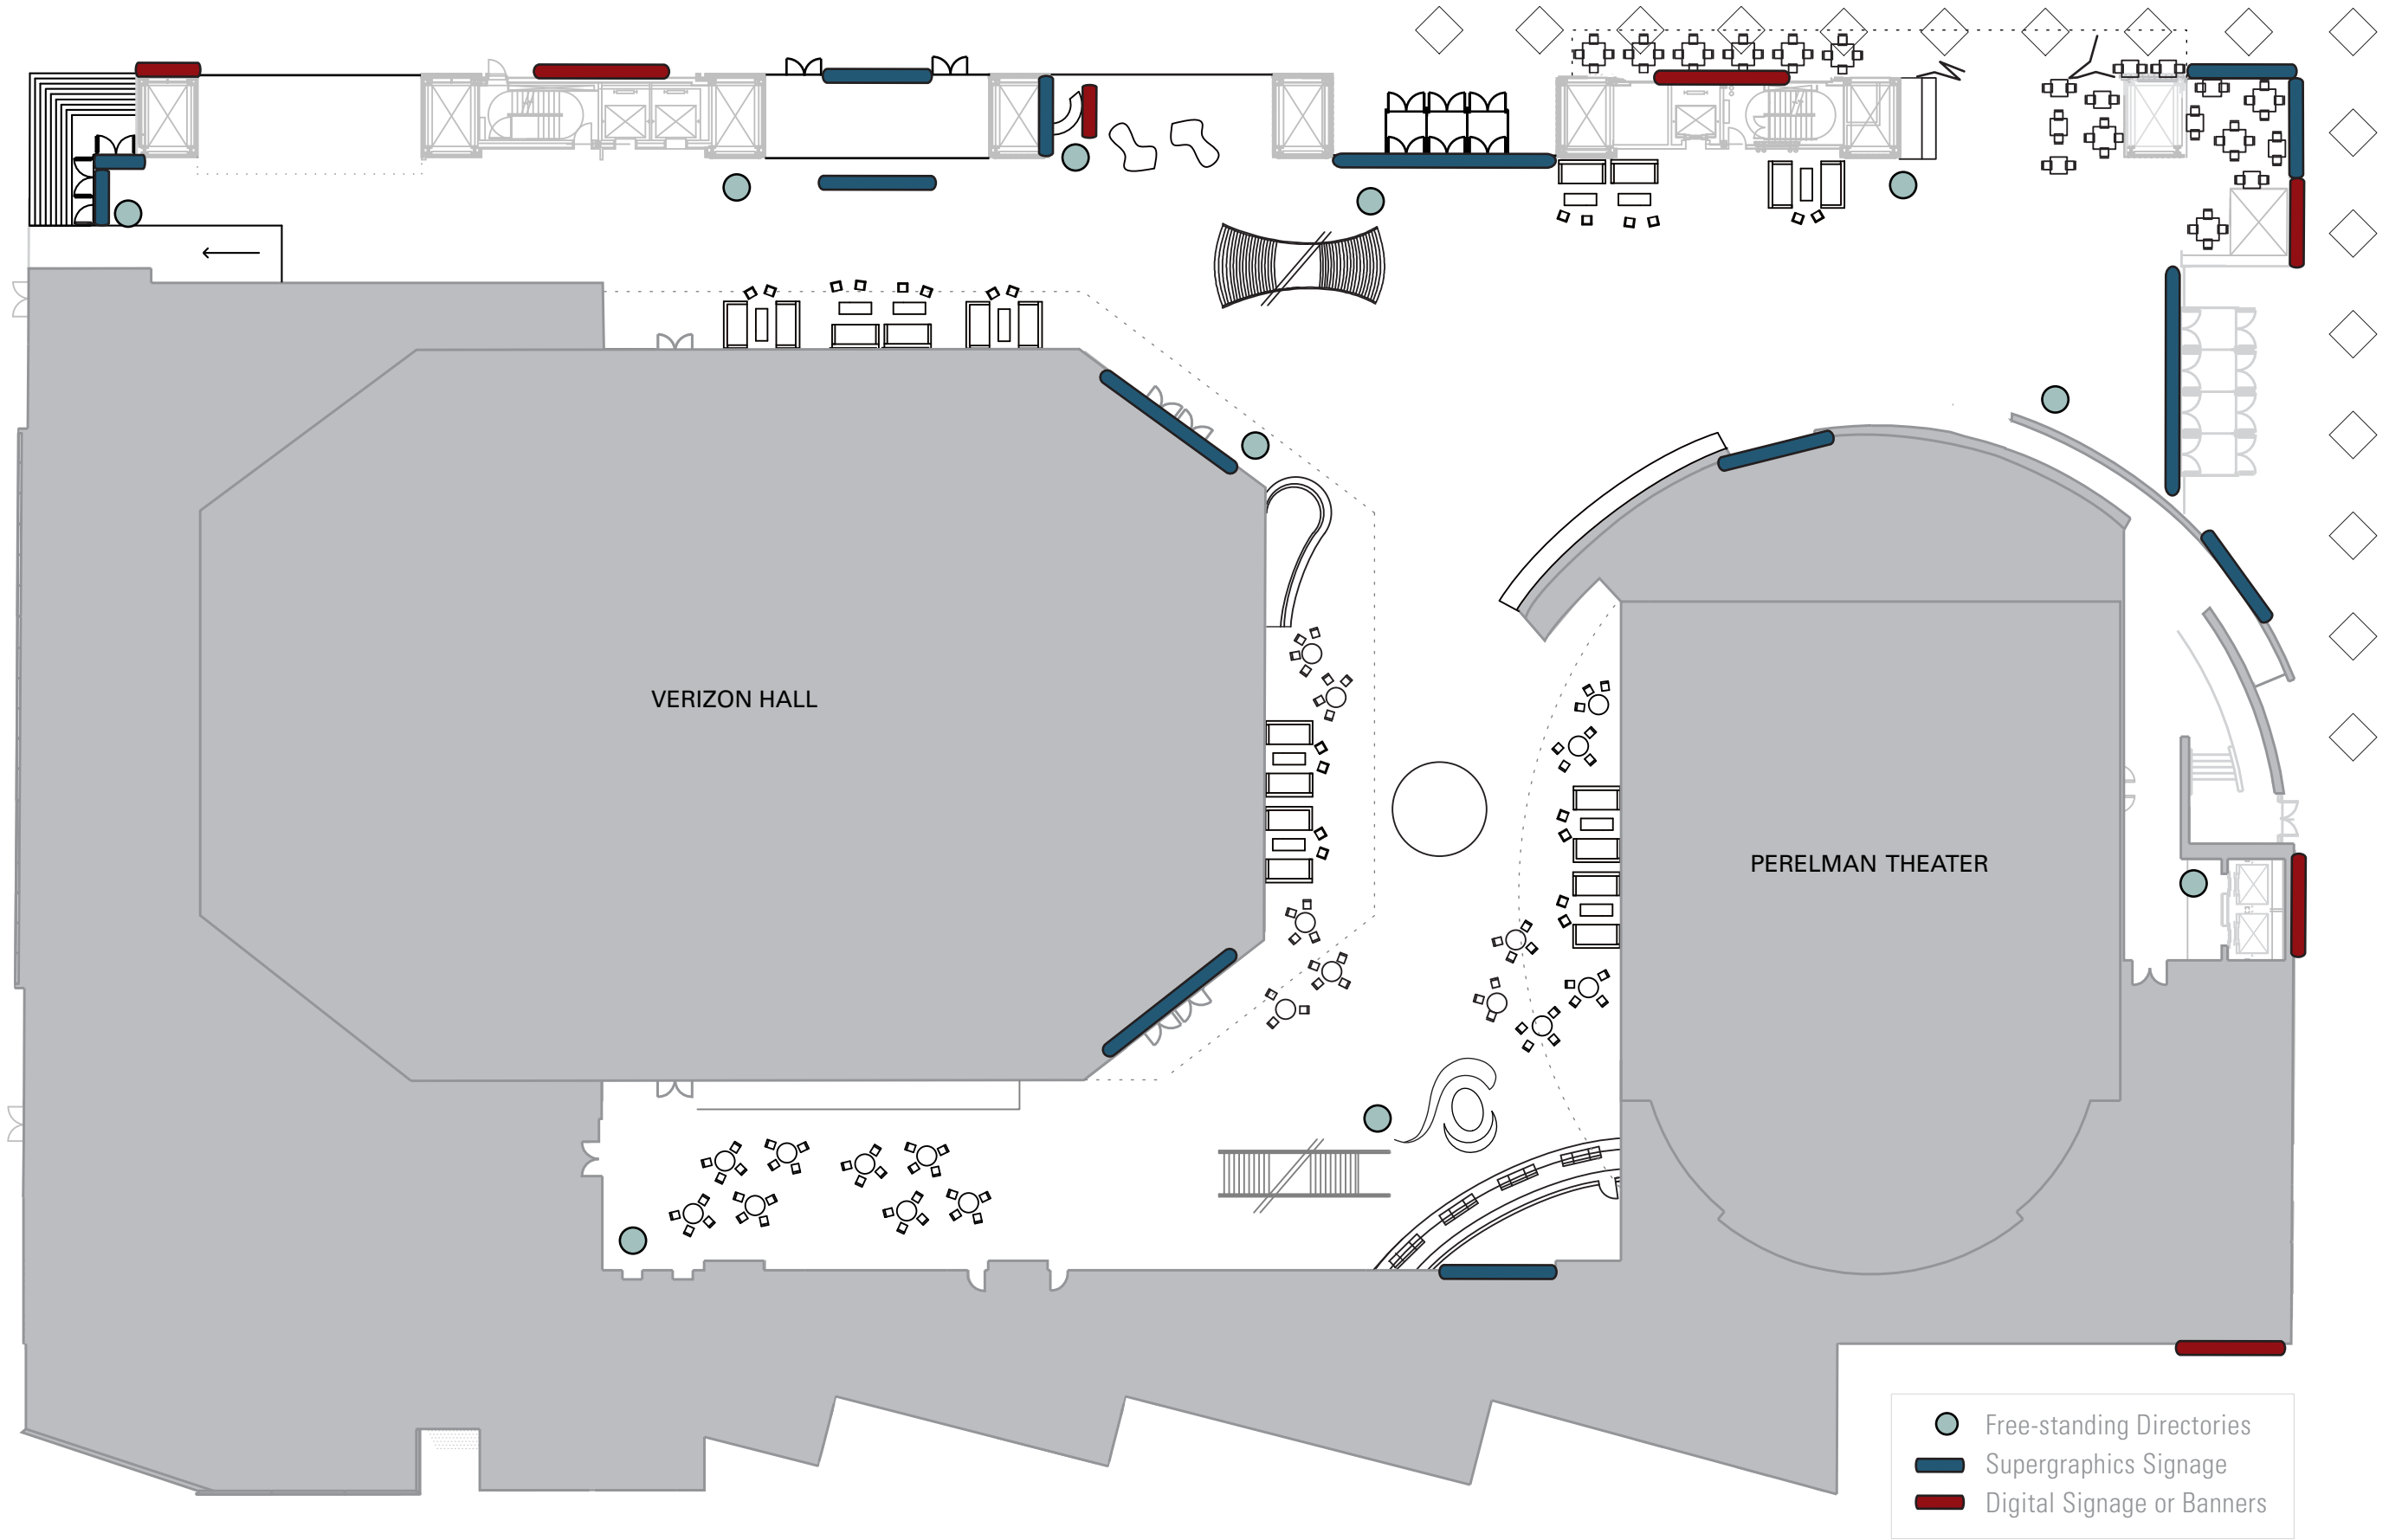 VERIZON HALL
PERELMAN THEATER
Free-standing Directories
Supergraphics Signage
Digital Signage or Banners